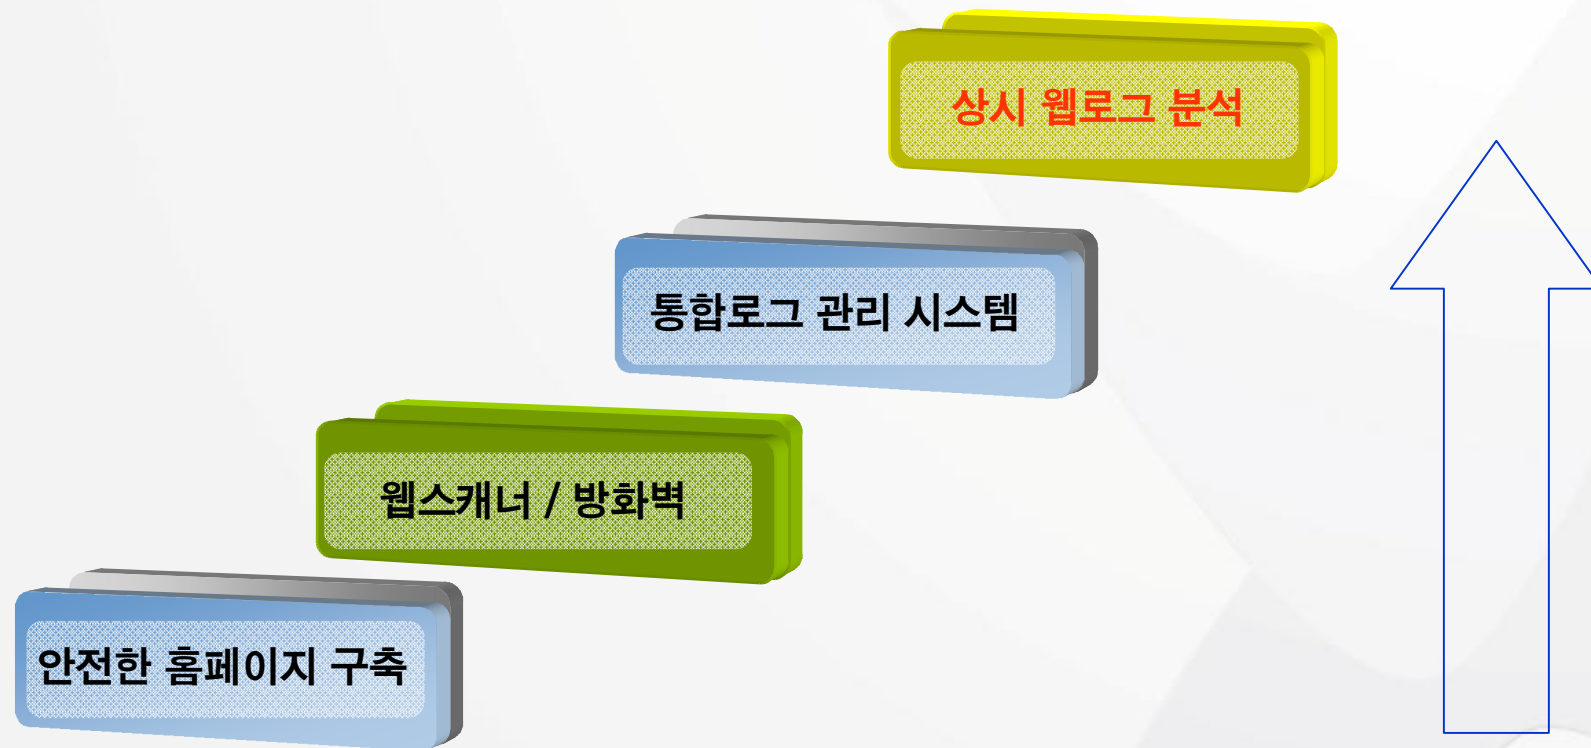 상시 웹로그 분석
통합로그 관리 시스템
웹스캐너 / 방화벽
안전한 홈페이지 구축